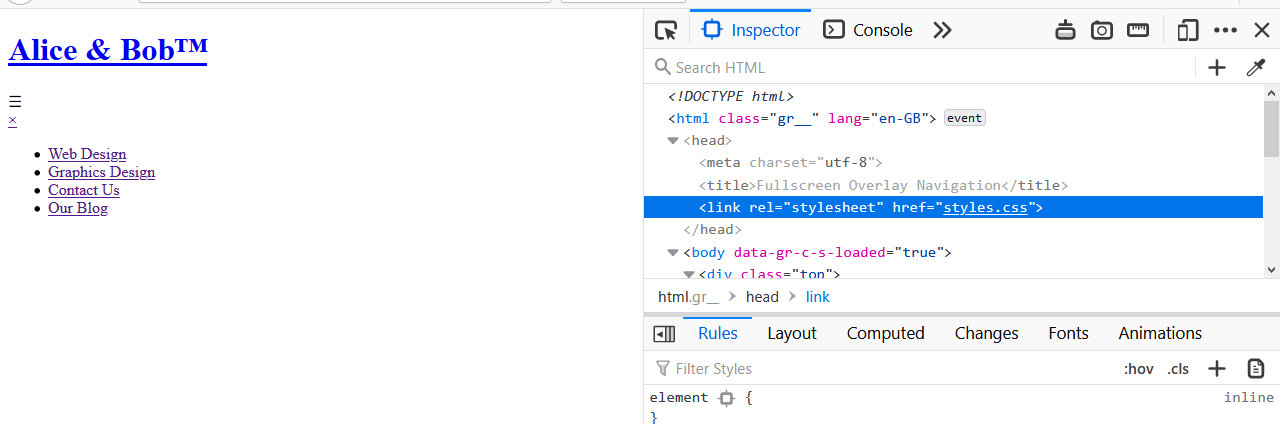 Alice & Bob™
☰
×
Web Design
Graphics Design
Contact Us
Our Blog
Inspector
Console
Search HTML
<!DOCTYPE html>
<html class="gr__" lang="en-GB"> event
<head>
<meta charset="utf-8">
<title>Fullscreen Overlay Navigation</title>
<link rel="stylesheet" href="styles.css">
</head>
<body data-gr-c-s-loaded="true">
<div class="top">
html.gr__ head link
Rules Layout Computed Changes Fonts Animations
Filter Styles :hov .cls
element { inline
}